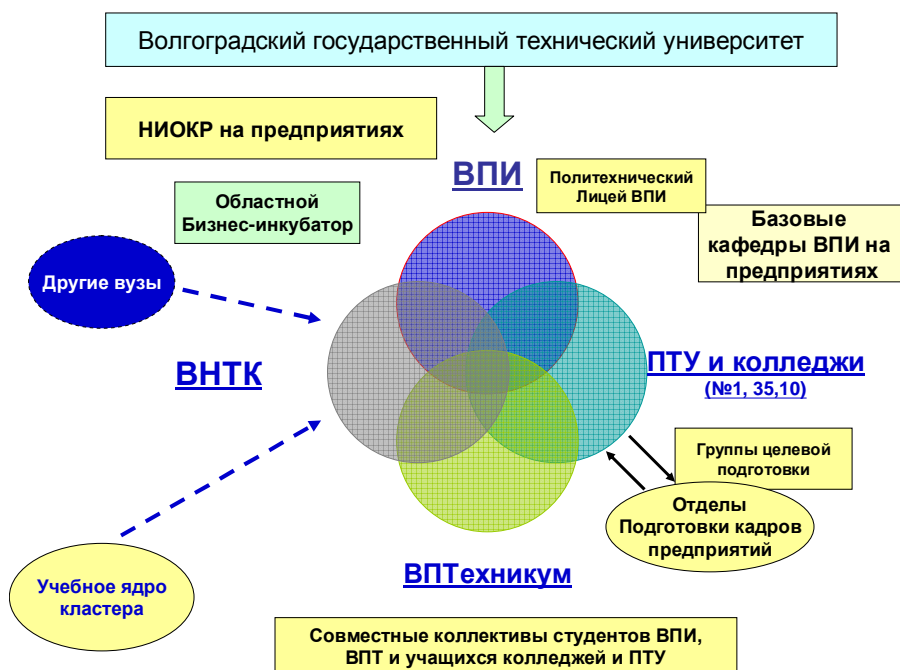 Волгоградский государственный технический университет
НИОКР на предприятиях
ВПИ
Политехнический
Лицей ВПИ
Областной
Бизнес-инкубатор
Базовые
кафедры ВПИ на
предприятиях
Другие вузы
ВНТК
ПТУ и колледжи
(№1, 35,10)
Группы целевой
подготовки
Отделы
Подготовки кадров
предприятий
ВПТехникум
Учебное ядро
кластера
Совместные коллективы студентов ВПИ,
ВПТ и учащихся колледжей и ПТУ